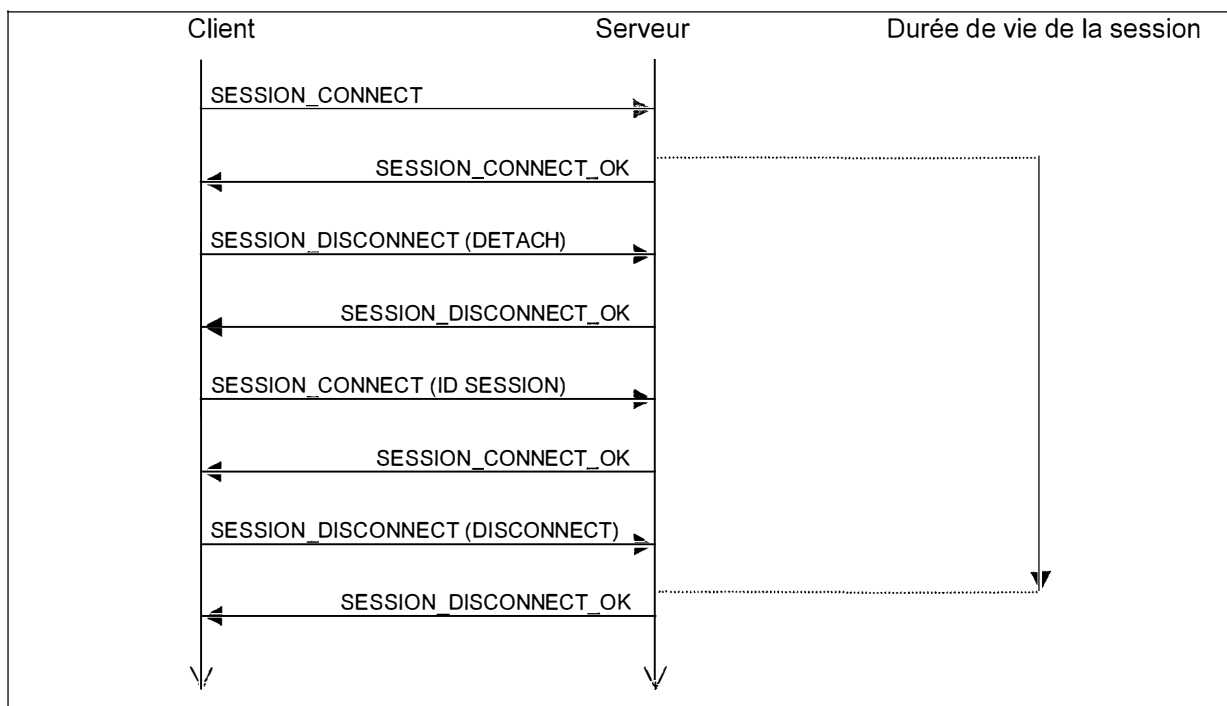 Client Serveur Durée de vie de la session
SESSION_CONNECT
SESSION_CONNECT_OK
SESSION_DISCONNECT (DETACH)
SESSION_DISCONNECT_OK
SESSION_CONNECT (ID SESSION)
SESSION_CONNECT_OK
SESSION_DISCONNECT (DISCONNECT)
SESSION_DISCONNECT_OK